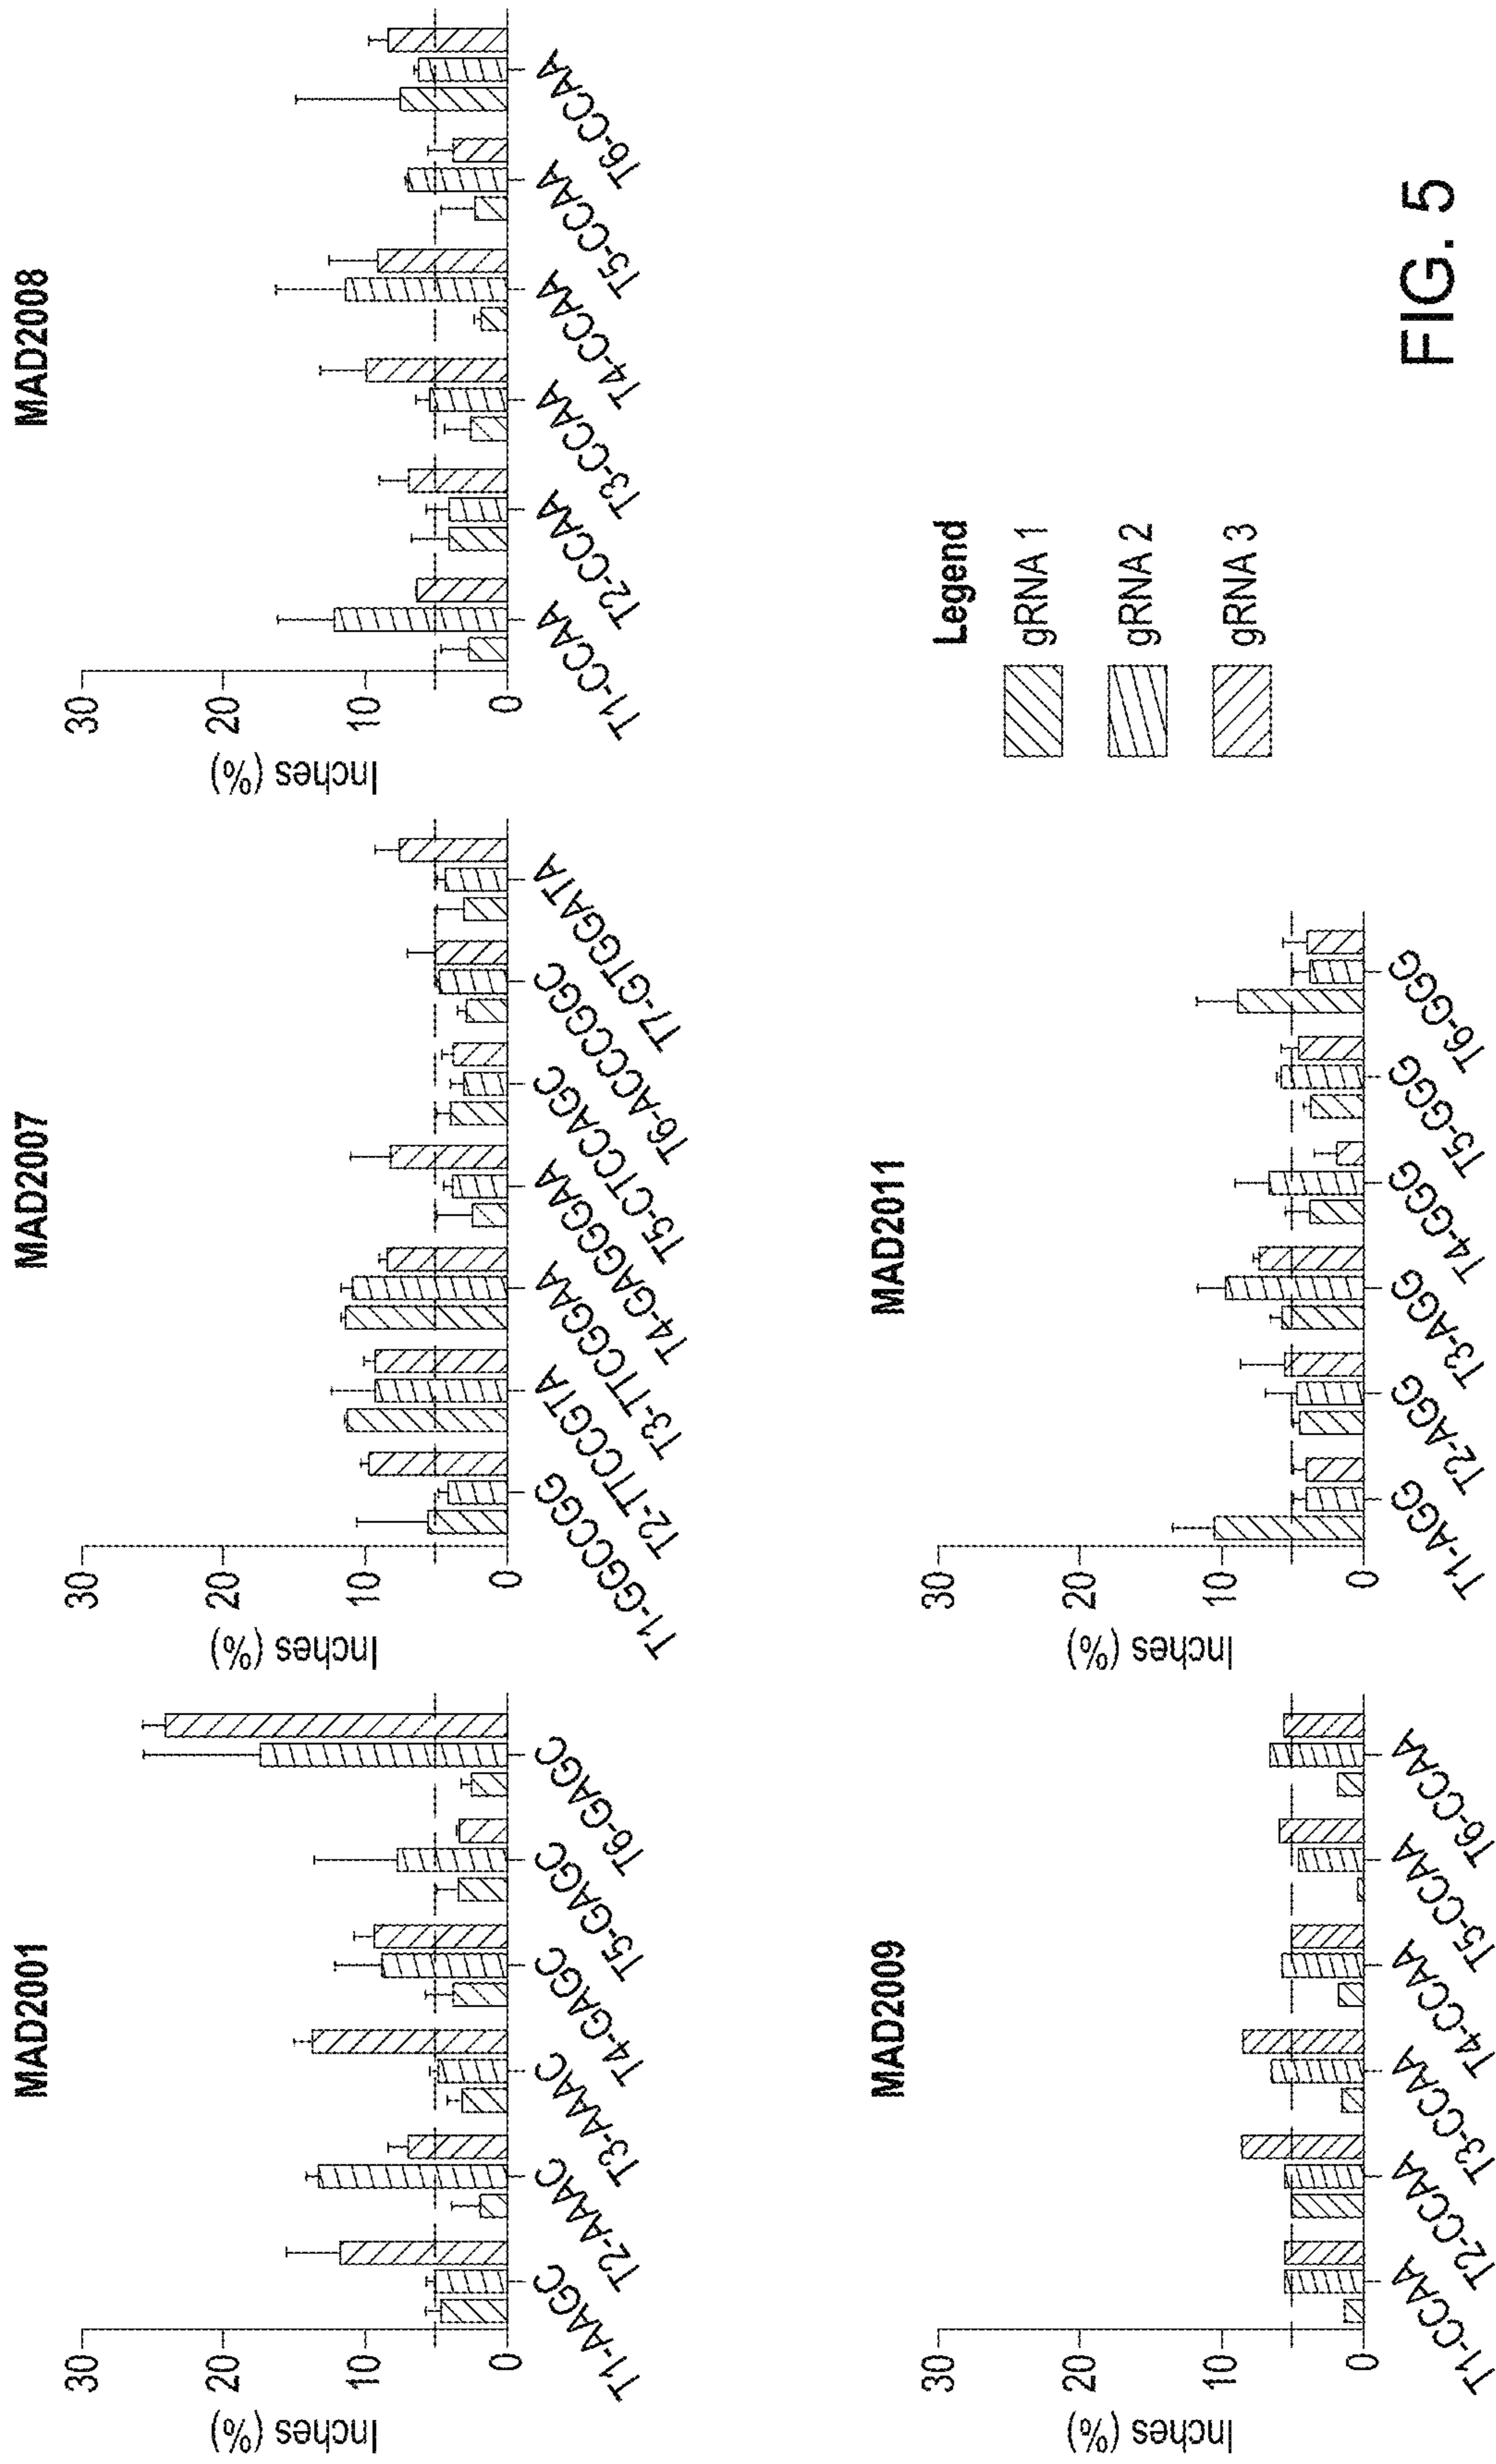 MAD2001
Inches (%)
30
20
10
0
T1-AAGC
T2-AAAC
T3-AAAC
T4-GAGC
T5-GAGC
T6-GAGC
MAD2007
Inches (%)
30
20
10
0
T1-GGCCGG
T2-TTCCGTA
T3-TTCGGAA
T4-GAGGGAA
T5-CTCCAGC
T6-ACCCGGC
T7-GTGGATA
MAD2008
Inches (%)
30
20
10
0
T1-CCAA
T2-CCAA
T3-CCAA
T4-CCAA
T5-CCAA
T6-CCAA
MAD2009
Inches (%)
30
20
10
0
T1-CCAA
T2-CCAA
T3-CCAA
T4-CCAA
T5-CCAA
T6-CCAA
MAD2011
Inches (%)
30
20
10
0
T1-AGG
T2-AGG
T3-AGG
T4-GGG
T5-GGG
T6-GGG
Legend
gRNA 1
gRNA 2
gRNA 3
FIG. 5